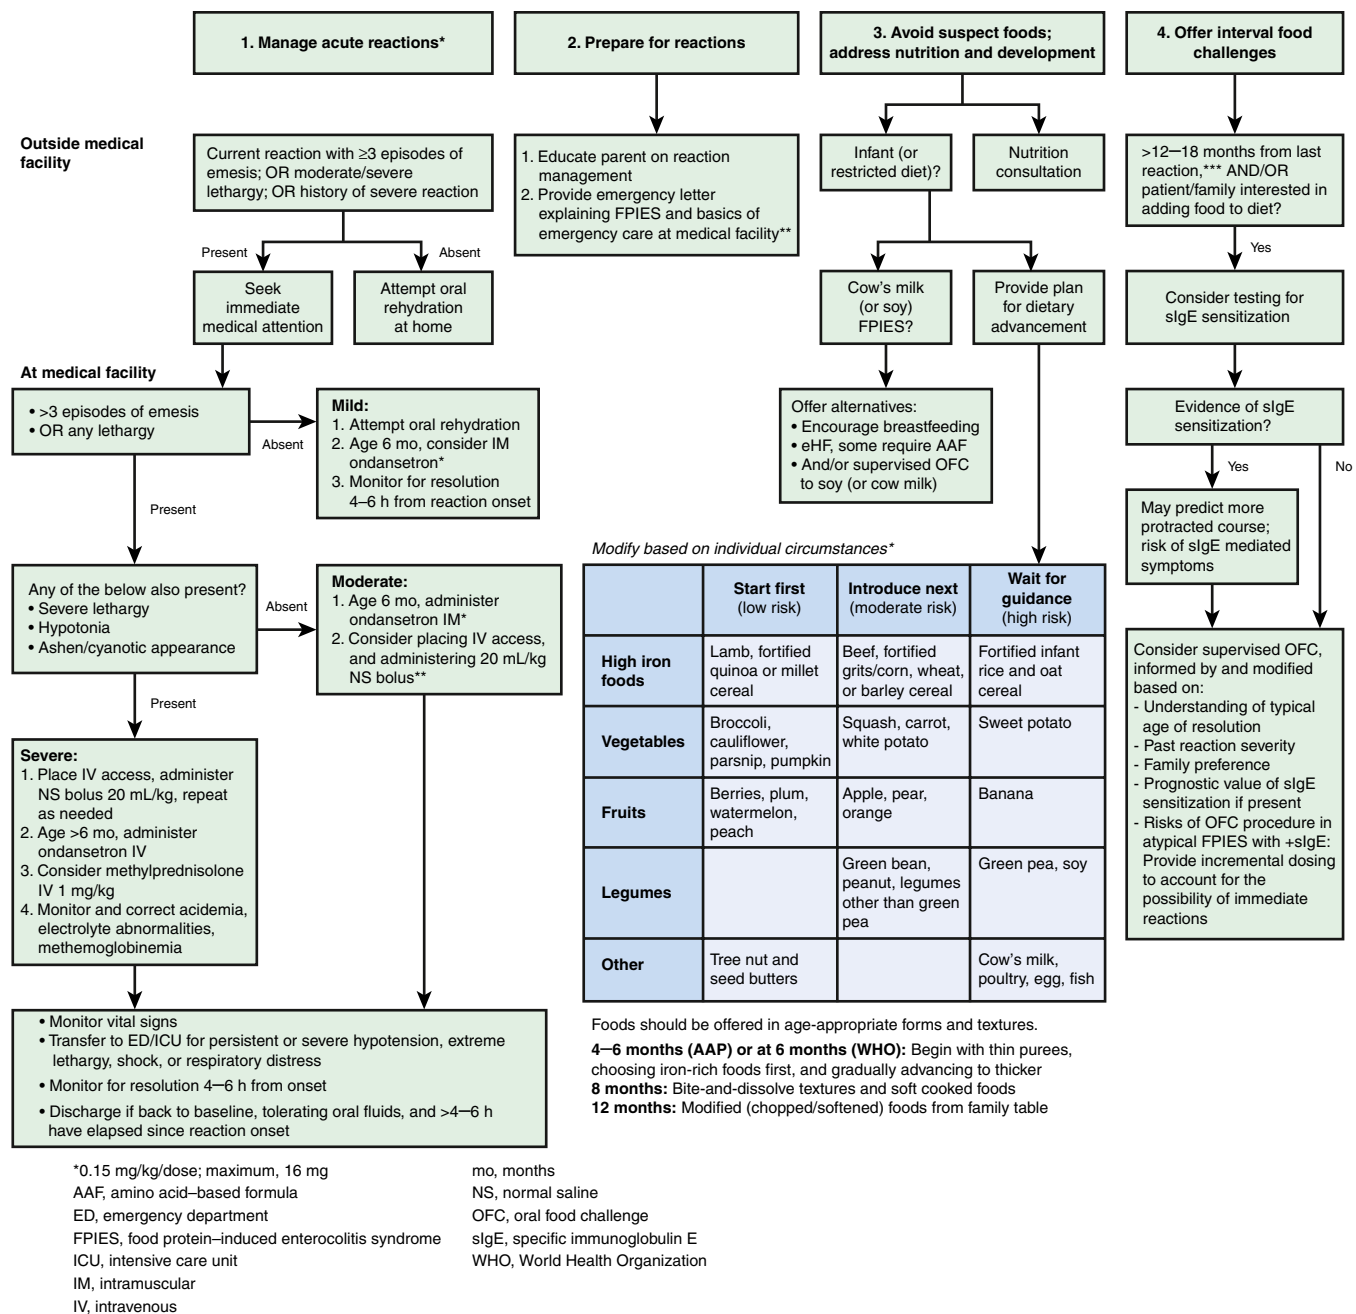 1. Manage acute reactions*
Outside medical
facility
Current reaction with ≥3 episodes of
emesis; OR moderate/severe
lethargy; OR history of severe reaction
Present
Absent
Seek
immediate
medical attention
Attempt oral
rehydration
at home
At medical facility
• >3 episodes of emesis
• OR any lethargy
Absent
Mild:
1. Attempt oral rehydration
2. Age 6 mo, consider IM
ondansetron*
3. Monitor for resolution
4–6 h from reaction onset
Present
Any of the below also present?
• Severe lethargy
• Hypotonia
• Ashen/cyanotic appearance
Absent
Moderate:
1. Age 6 mo, administer
ondansetron IM*
2. Consider placing IV access,
and administering 20 mL/kg
NS bolus**
Present
Severe:
1. Place IV access, administer
NS bolus 20 mL/kg, repeat
as needed
2. Age >6 mo, administer
ondansetron IV
3. Consider methylprednisolone
IV 1 mg/kg
4. Monitor and correct acidemia,
electrolyte abnormalities,
methemoglobinemia
• Monitor vital signs
• Transfer to ED/ICU for persistent or severe hypotension, extreme
lethargy, shock, or respiratory distress
• Monitor for resolution 4–6 h from onset
• Discharge if back to baseline, tolerating oral fluids, and >4–6 h
have elapsed since reaction onset
2. Prepare for reactions
1. Educate parent on reaction
management
2. Provide emergency letter
explaining FPIES and basics of
emergency care at medical facility**
3. Avoid suspect foods;
address nutrition and development
Infant (or
restricted diet)?
Nutrition
consultation
Cow's milk
(or soy)
FPIES?
Provide plan
for dietary
advancement
Offer alternatives:
• Encourage breastfeeding
• eHF, some require AAF
• And/or supervised OFC
to soy (or cow milk)
Modify based on individual circumstances*
Start first
(low risk)
Introduce next
(moderate risk)
Wait for
guidance
(high risk)
High iron
foods
Lamb, fortified
quinoa or millet
cereal
Beef, fortified
grits/corn, wheat,
or barley cereal
Fortified infant
rice and oat
cereal
Vegetables
Broccoli,
cauliflower,
parsnip, pumpkin
Squash, carrot,
white potato
Sweet potato
Fruits
Berries, plum,
watermelon,
peach
Apple, pear,
orange
Banana
Legumes
Green bean,
peanut, legumes
other than green
pea
Green pea, soy
Other
Tree nut and
seed butters
Cow's milk,
poultry, egg, fish
Foods should be offered in age-appropriate forms and textures.
4–6 months (AAP) or at 6 months (WHO): Begin with thin purees,
choosing iron-rich foods first, and gradually advancing to thicker
8 months: Bite-and-dissolve textures and soft cooked foods
12 months: Modified (chopped/softened) foods from family table
4. Offer interval food
challenges
>12–18 months from last
reaction,*** AND/OR
patient/family interested in
adding food to diet?
Yes
Consider testing for
sIgE sensitization
Evidence of sIgE
sensitization?
Yes
No
May predict more
protracted course;
risk of sIgE mediated
symptoms
Consider supervised OFC,
informed by and modified
based on:
- Understanding of typical
age of resolution
- Past reaction severity
- Family preference
- Prognostic value of sIgE
sensitization if present
- Risks of OFC procedure in
atypical FPIES with +sIgE:
Provide incremental dosing
to account for the
possibility of immediate
reactions
*0.15 mg/kg/dose; maximum, 16 mg
AAF, amino acid–based formula
ED, emergency department
FPIES, food protein–induced enterocolitis syndrome
ICU, intensive care unit
IM, intramuscular
IV, intravenous
mo, months
NS, normal saline
OFC, oral food challenge
sIgE, specific immunoglobulin E
WHO, World Health Organization